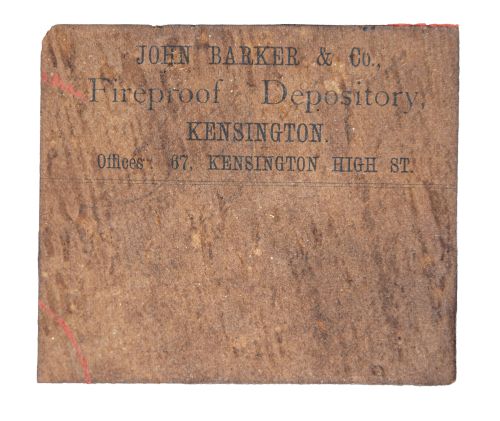 JOHN BARKER & Co.,
Fireproof Depository,
KENSINGTON.
Offices : 67, KENSINGTON HIGH ST.